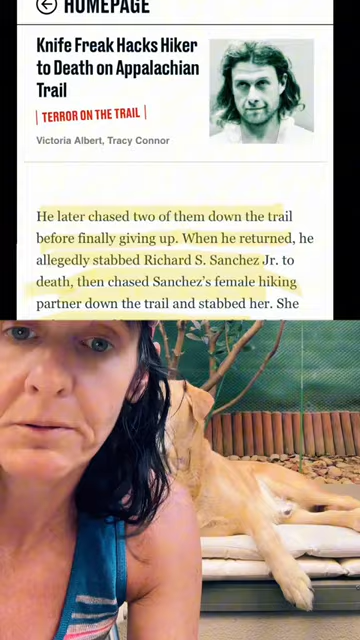 HOMEPAGE
Knife Freak Hacks Hiker
to Death on Appalachian
Trail
TERROR ON THE TRAIL
Victoria Albert, Tracy Connor
He later chased two of them down the trail
before finally giving up. When he returned, he
allegedly stabbed Richard S. Sanchez Jr. to
death, then chased Sanchez's female hiking
partner down the trail and stabbed her. She